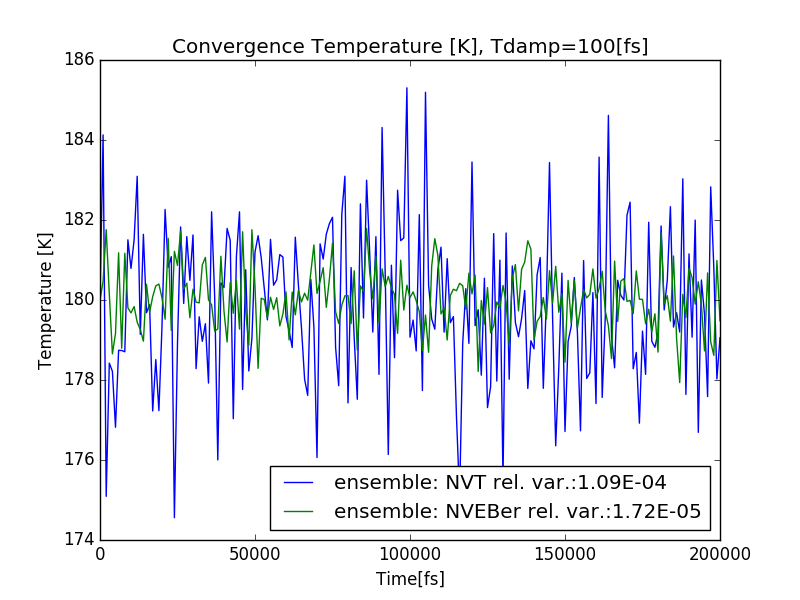 Convergence Temperature [K], Tdamp=100[fs]
186
184
182
180
178
176
174
Temperature [K]
ensemble: NVT rel. var.:1.09E-04
ensemble: NVEBer rel. var.:1.72E-05
0 50000 100000 150000 200000
Time[fs]